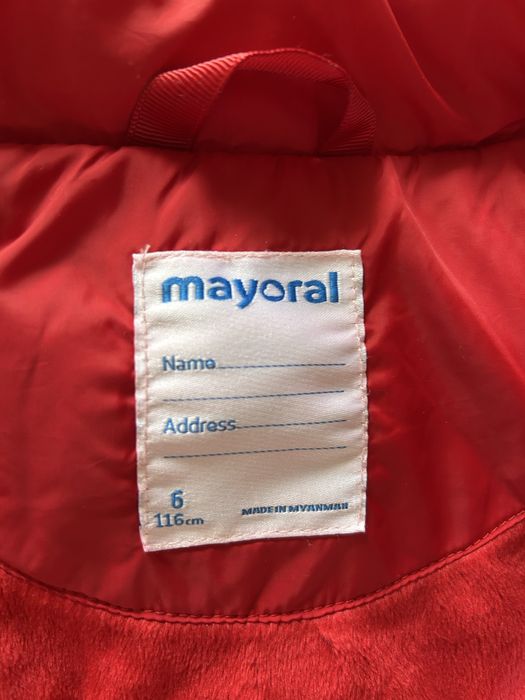 mayoral
Name
Address
6
116cm
MADE IN MYANMAR